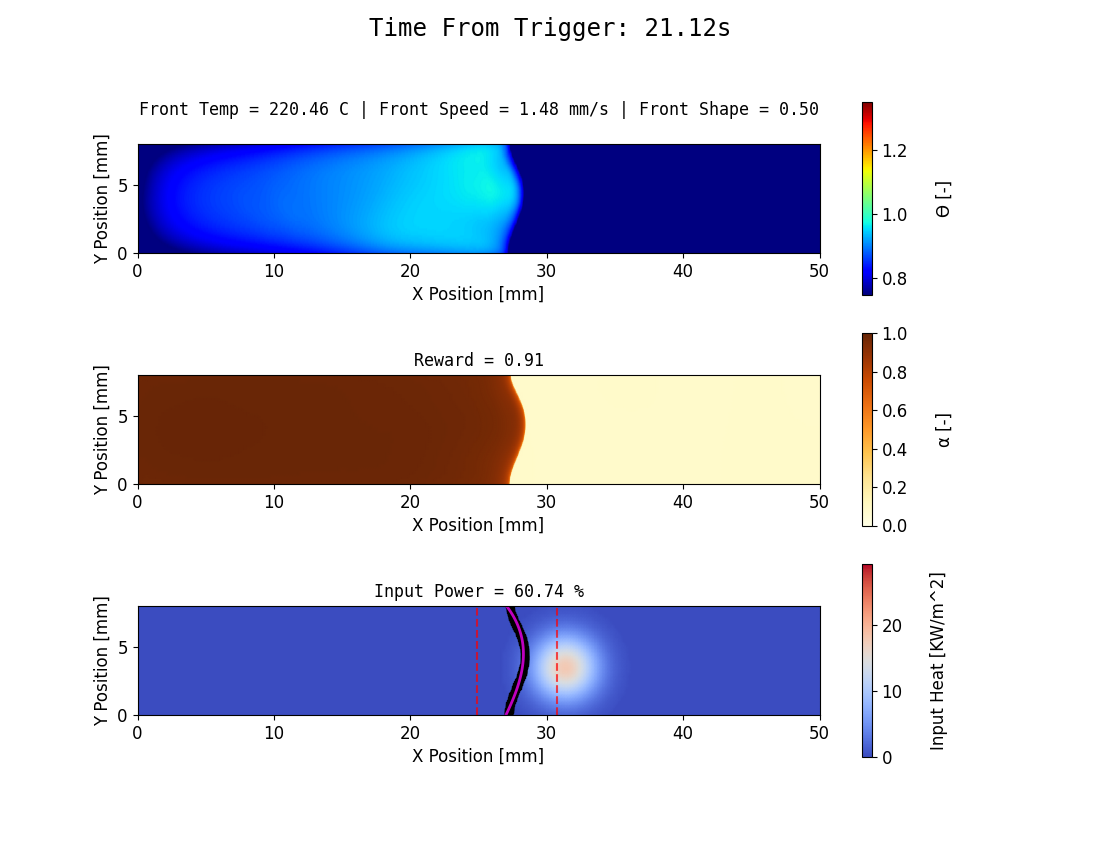 Time From Trigger: 21.12s
Front Temp = 220.46 C | Front Speed = 1.48 mm/s | Front Shape = 0.50
Y Position [mm]
5
0
0 10 20 30 40 50
X Position [mm]
1.2
1.0
0.8
Θ [-]
Reward = 0.91
Y Position [mm]
5
0
0 10 20 30 40 50
X Position [mm]
1.0
0.8
0.6
0.4
0.2
0.0
α [-]
Input Power = 60.74 %
Y Position [mm]
5
0
0 10 20 30 40 50
X Position [mm]
20
10
0
Input Heat [KW/m^2]